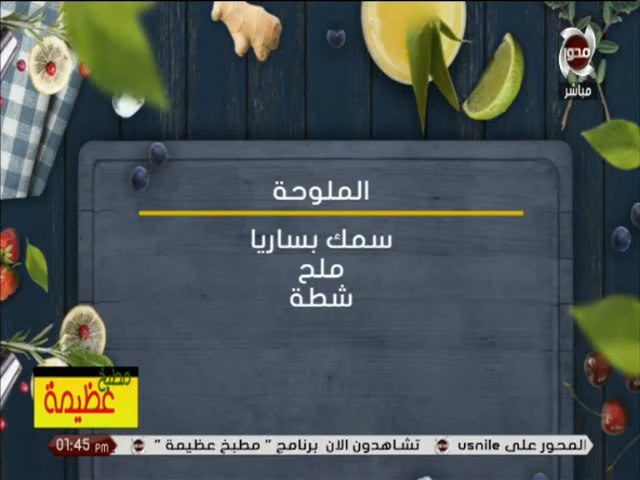 محور
مباشر
الملوحة
سمك بساريا
ملح
شطة
مطبخ
عظيمة
01:45 pm
تشاهدون الان برنامج " مطبخ عظيمة "
المحور على usnile